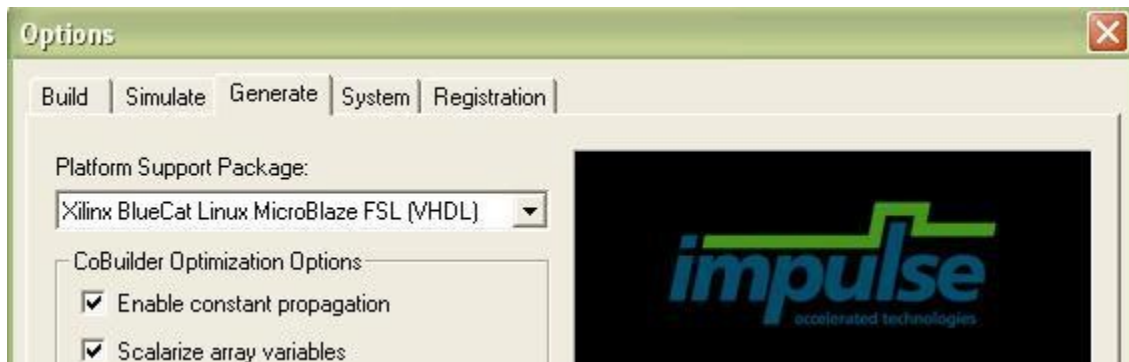 Options
Build Simulate Generate System Registration
Platform Support Package:
Xilinx BlueCat Linux MicroBlaze FSL (VHDL)
CoBuilder Optimization Options
Enable constant propagation
Scalarize array variables
impulse
accelerated technologies